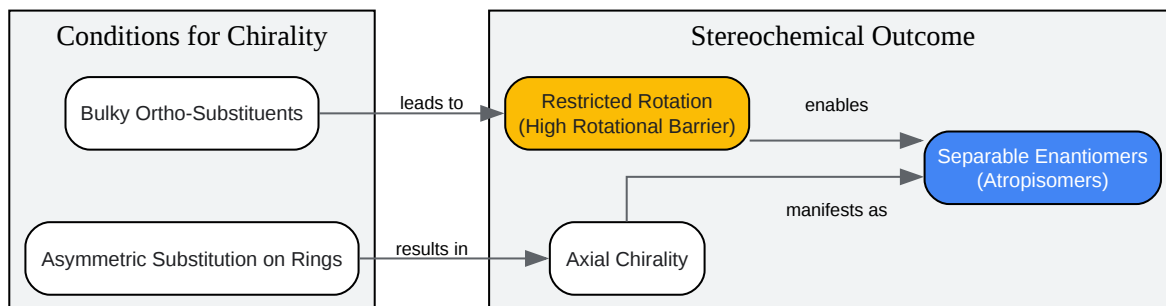 Conditions for Chirality
Stereochemical Outcome
Bulky Ortho-Substituents
leads to
Restricted Rotation
(High Rotational Barrier)
enables
Separable Enantiomers
(Atropisomers)
manifests as
Asymmetric Substitution on Rings
results in
Axial Chirality